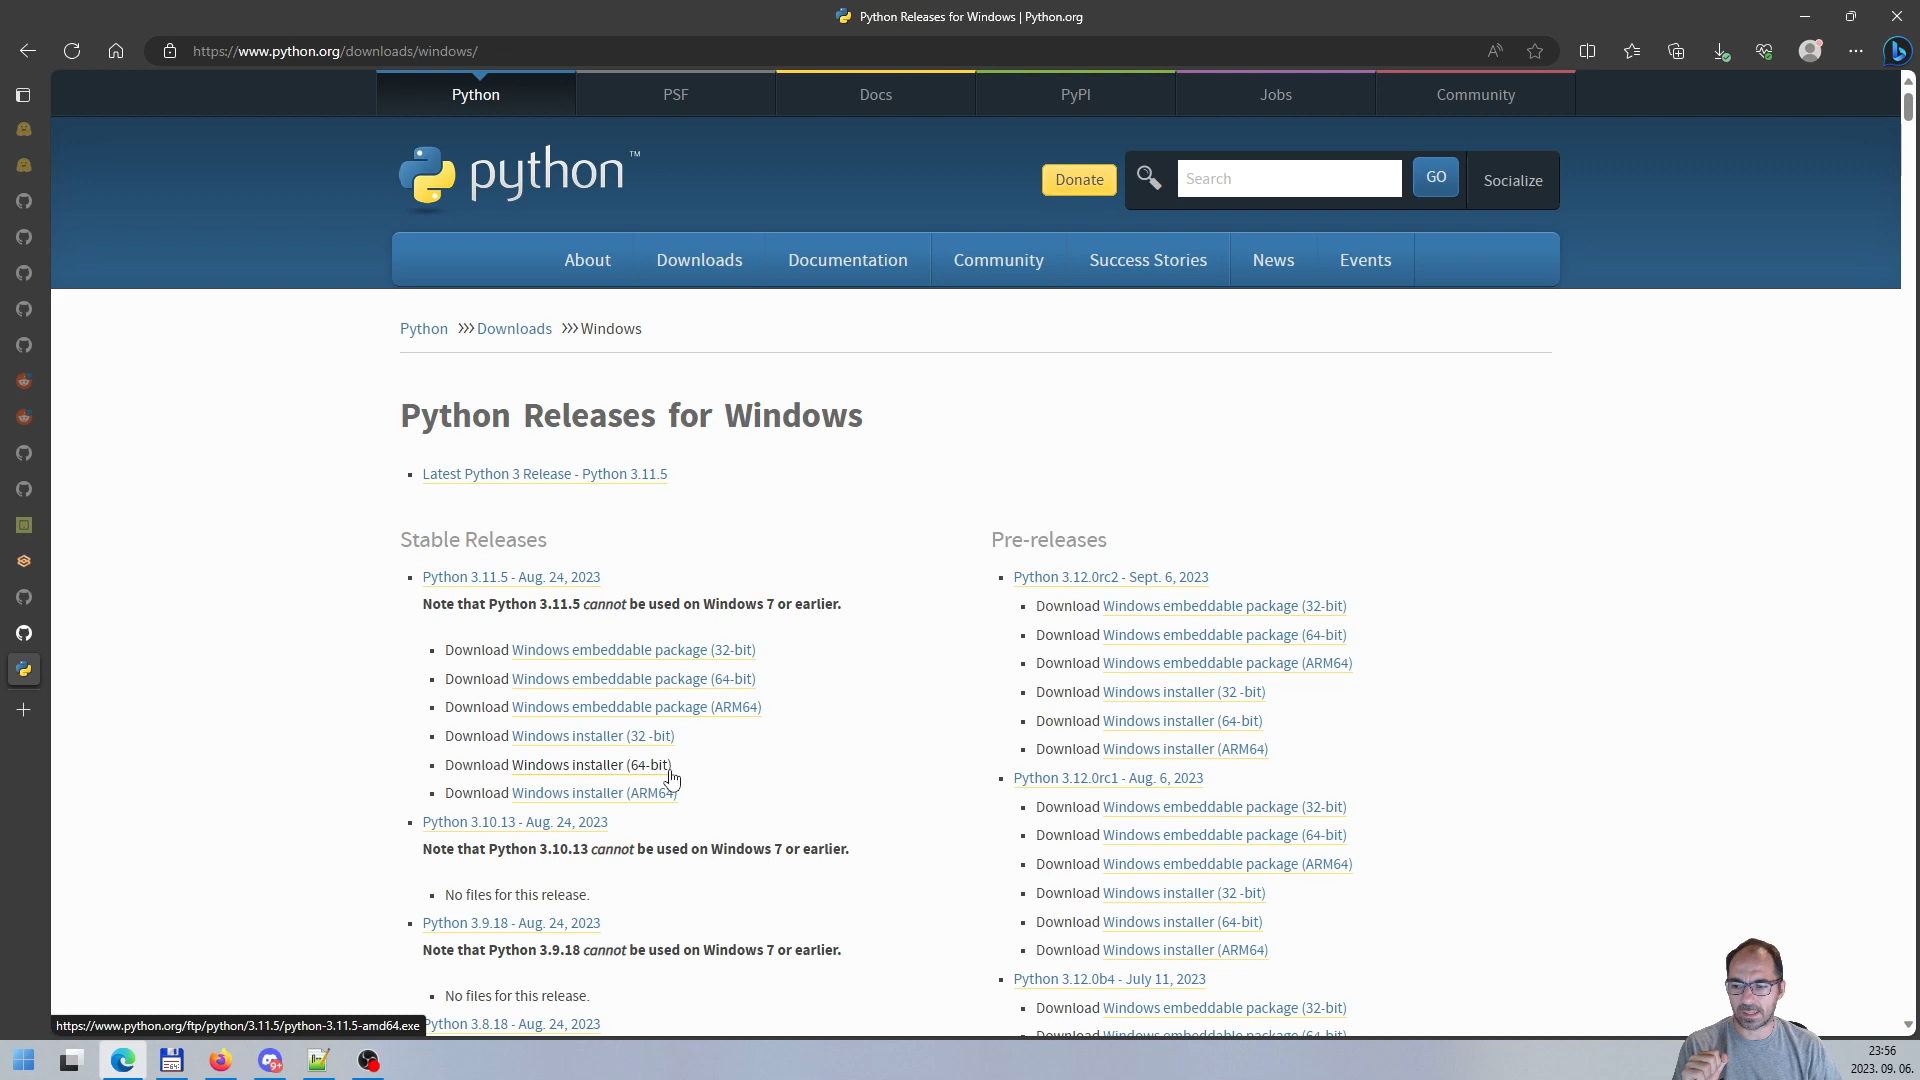 Python Releases for Windows | Python.org
https://www.python.org/downloads/windows/
Python
PSF
Docs
PyPI
Jobs
Community
python™
Donate
Search
GO
Socialize
About
Downloads
Documentation
Community
Success Stories
News
Events
Python >>> Downloads >>> Windows
Python Releases for Windows
Latest Python 3 Release - Python 3.11.5
Stable Releases
Python 3.11.5 - Aug. 24, 2023
Note that Python 3.11.5 cannot be used on Windows 7 or earlier.
Download Windows embeddable package (32-bit)
Download Windows embeddable package (64-bit)
Download Windows embeddable package (ARM64)
Download Windows installer (32 -bit)
Download Windows installer (64-bit)
Download Windows installer (ARM64)
Python 3.10.13 - Aug. 24, 2023
Note that Python 3.10.13 cannot be used on Windows 7 or earlier.
No files for this release.
Python 3.9.18 - Aug. 24, 2023
Note that Python 3.9.18 cannot be used on Windows 7 or earlier.
No files for this release.
Python 3.8.18 - Aug. 24, 2023
Pre-releases
Python 3.12.0rc2 - Sept. 6, 2023
Download Windows embeddable package (32-bit)
Download Windows embeddable package (64-bit)
Download Windows embeddable package (ARM64)
Download Windows installer (32 -bit)
Download Windows installer (64-bit)
Download Windows installer (ARM64)
Python 3.12.0rc1 - Aug. 6, 2023
Download Windows embeddable package (32-bit)
Download Windows embeddable package (64-bit)
Download Windows embeddable package (ARM64)
Download Windows installer (32 -bit)
Download Windows installer (64-bit)
Download Windows installer (ARM64)
Python 3.12.0b4 - July 11, 2023
Download Windows embeddable package (32-bit)
Download Windows embeddable package (64-bit)
https://www.python.org/ftp/python/3.11.5/python-3.11.5-amd64.exe
9+
23:56
2023. 09. 06.